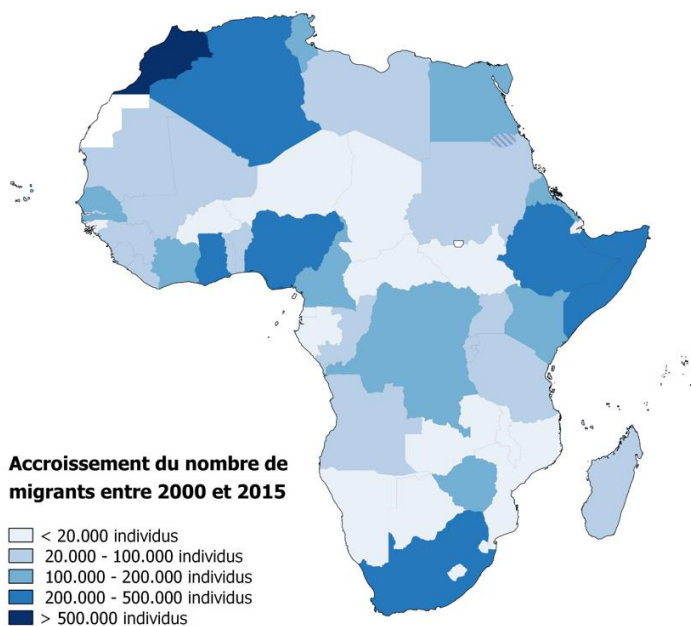 Accroissement du nombre de
migrants entre 2000 et 2015
< 20.000 individus
20.000 - 100.000 individus
100.000 - 200.000 individus
200.000 - 500.000 individus
> 500.000 individus